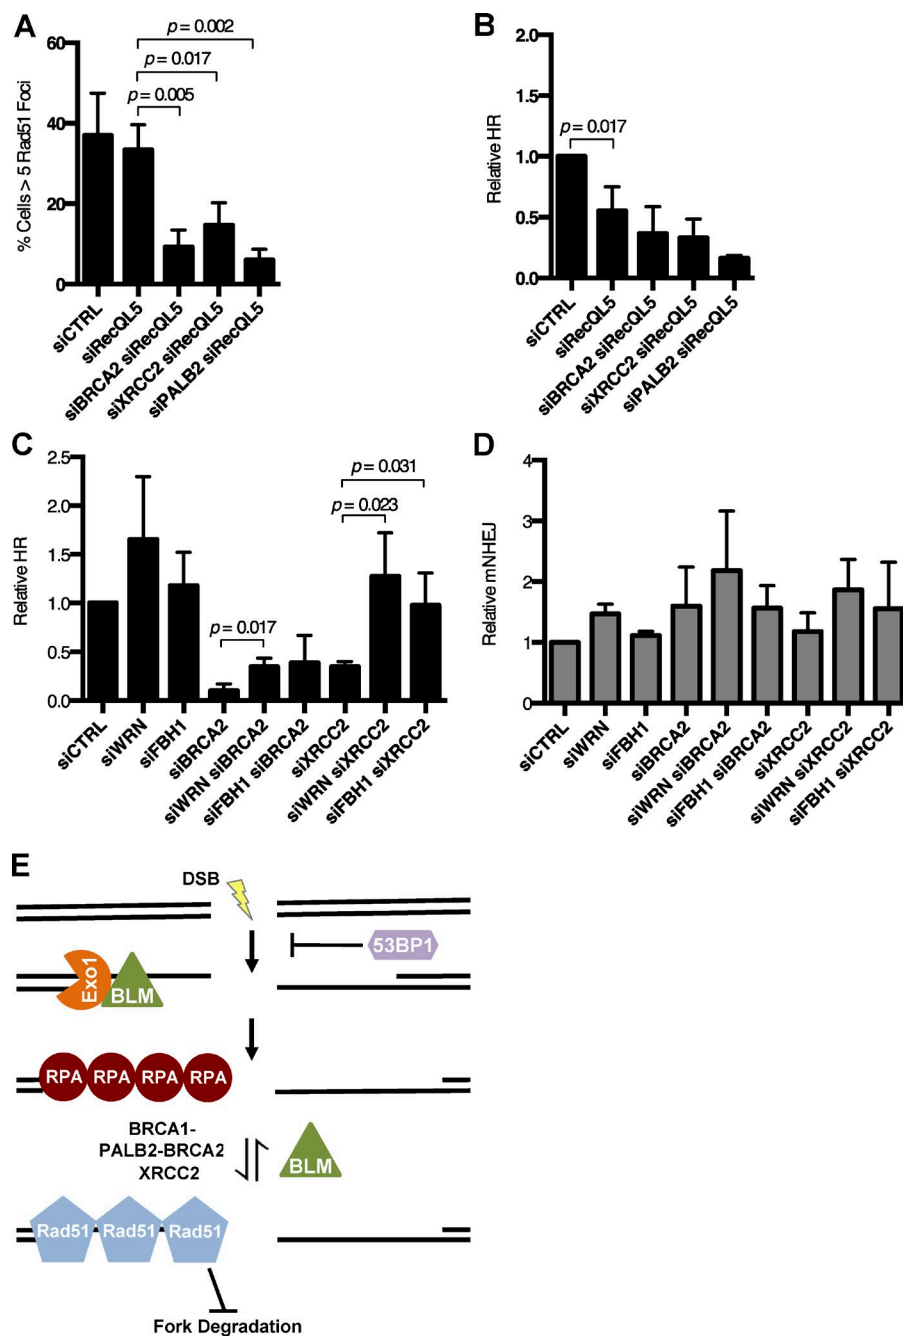 A
p = 0.002
p = 0.017
p = 0.005
% Cells > 5 Rad51 Foci
60
40
20
0
siCTRL
siRecQL5
siBRCA2 siRecQL5
siXRCC2 siRecQL5
siPALB2 siRecQL5
B
p = 0.017
Relative HR
2.0
1.5
1.0
0.5
0.0
siCTRL
siRecQL5
siBRCA2 siRecQL5
siXRCC2 siRecQL5
siPALB2 siRecQL5
C
p = 0.031
p = 0.023
p = 0.017
Relative HR
2.5
2.0
1.5
1.0
0.5
0.0
siCTRL
siWRN
siFBH1
siBRCA2
siWRN siBRCA2
siFBH1 siBRCA2
siXRCC2
siWRN siXRCC2
siFBH1 siXRCC2
D
Relative mNHEJ
4
3
2
1
0
siCTRL
siWRN
siFBH1
siBRCA2
siWRN siBRCA2
siFBH1 siBRCA2
siXRCC2
siWRN siXRCC2
siFBH1 siXRCC2
E
DSB
53BP1
Exo1
BLM
RPA RPA RPA RPA
BRCA1-
PALB2-BRCA2
XRCC2
BLM
Rad51 Rad51 Rad51
Fork Degradation